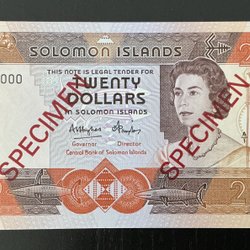 SOLOMON ISLANDS
000
THIS NOTE IS LEGAL TENDER FOR
TWENTY
DOLLARS
IN SOLOMON ISLANDS
SPECIMEN
SPECIMEN
Governor Director
Central Bank of Solomon Islands
2